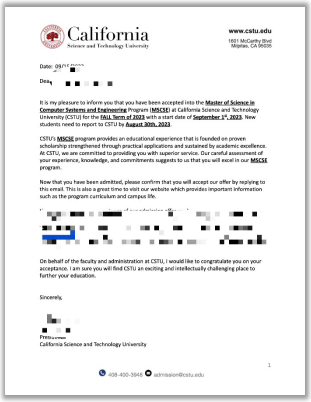 California
Science and Technology University
www.cstu.edu
1601 McCarthy Blvd
Milpitas, CA 95035
Date: 09/
Dea
It is my pleasure to inform you that you have been accepted into the Master of Science in
Computer Systems and Engineering Program (MSCSE) at California Science and Technology
University (CSTU) for the FALL Term of 2023 with a start date of September 1st, 2023. New
students need to report to CSTU by August 30th, 2023.
CSTU's MSCSE program provides an educational experience that is founded on proven
scholarship strengthened through practical applications and sustained by academic excellence.
At CSTU, we are committed to providing you with superior service. Our careful assessment of
your experience, knowledge, and commitments suggests to us that you will excel in our MSCSE
program.
Now that you have been admitted, please confirm that you accept our offer by replying to
this email. This is also a great time to visit our website which provides important information
such as the program curriculum and campus life.
On behalf of the faculty and administration at CSTU, I would like to congratulate you on your
acceptance. I am sure you will find CSTU an exciting and intellectually challenging place to
further your education.
Sincerely,
Pres
California Science and Technology University
1
408-400-3948 admission@cstu.edu